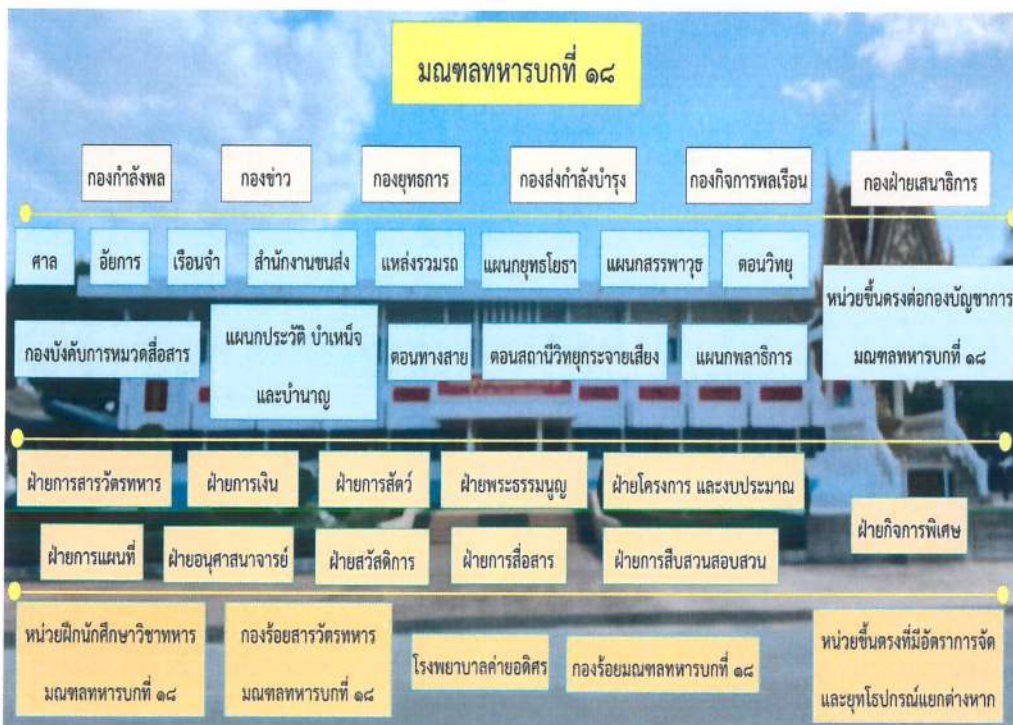 มณฑลทหารบกที่ ๑๘
กองกำลังพล
กองข่าว
กองยุทธการ
กองส่งกำลังบำรุง
กองกิจการพลเรือน
กองฝ่ายเสนาธิการ
ศาล
อัยการ
เรือนจำ
สำนักงานขนส่ง
แหล่งรวมรถ
แผนกยุทธโยธา
แผนกสรรพาวุธ
ตอนวิทยุ
หน่วยขึ้นตรงต่อกองบัญชาการ
มณฑลทหารบกที่ ๑๘
กองบังคับการหมวดสื่อสาร
แผนกประวัติ บำเหน็จ
และบำนาญ
ตอนทางสาย
ตอนสถานีวิทยุกระจายเสียง
แผนกพลาธิการ
ฝ่ายการสารวัตรทหาร
ฝ่ายการเงิน
ฝ่ายการสัตว์
ฝ่ายพระธรรมนูญ
ฝ่ายโครงการ และงบประมาณ
ฝ่ายกิจการพิเศษ
ฝ่ายการแผนที่
ฝ่ายอนุศาสนาจารย์
ฝ่ายสวัสดิการ
ฝ่ายการสื่อสาร
ฝ่ายการสืบสวนสอบสวน
หน่วยฝึกนักศึกษาวิชาทหาร
มณฑลทหารบกที่ ๑๘
กองร้อยสารวัตรทหาร
มณฑลทหารบกที่ ๑๘
โรงพยาบาลค่ายอดิศร
กองร้อยมณฑลทหารบกที่ ๑๘
หน่วยขึ้นตรงที่มีอัตราการจัด
และยุทโธปกรณ์แยกต่างหาก